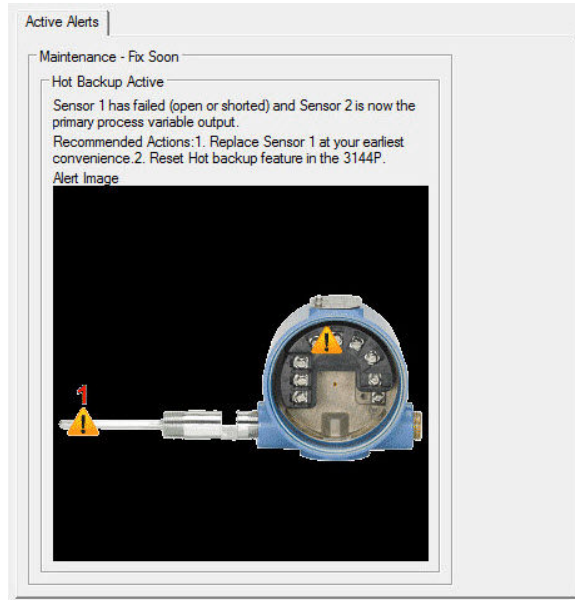 Active Alerts
Maintenance - Fix Soon
Hot Backup Active
Sensor 1 has failed (open or shorted) and Sensor 2 is now the
primary process variable output.
Recommended Actions:1. Replace Sensor 1 at your earliest
convenience.2. Reset Hot backup feature in the 3144P.
Alert Image
1